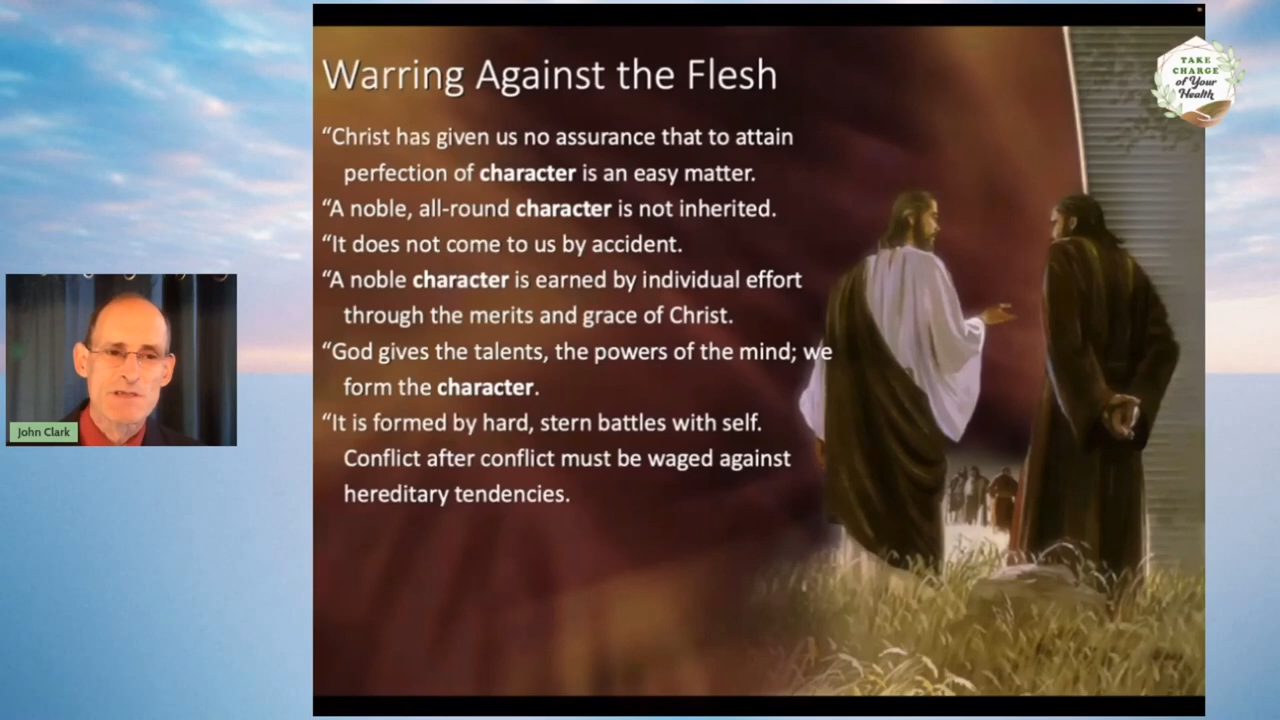 Warring Against the Flesh
“Christ has given us no assurance that to attain
perfection of character is an easy matter.
“A noble, all-round character is not inherited.
“It does not come to us by accident.
“A noble character is earned by individual effort
through the merits and grace of Christ.
“God gives the talents, the powers of the mind; we
form the character.
“It is formed by hard, stern battles with self.
Conflict after conflict must be waged against
hereditary tendencies.
John Clark
TAKE
CHARGE
of Your
Health